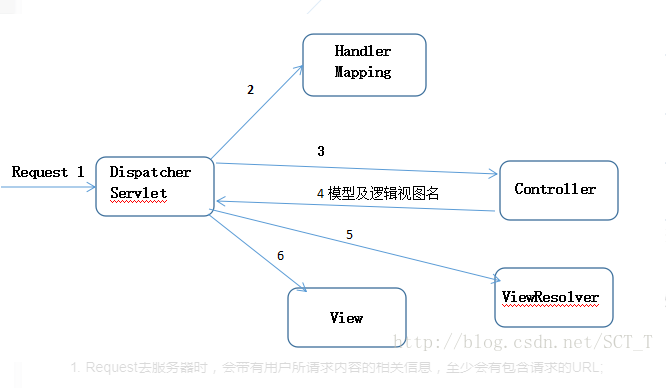 Handler
Mapping
2
3
Request 1
Dispatcher
Servlet
Controller
4 模型及逻辑视图名
5
6
ViewResolver
View
http://blog.csdn.net/SCT_T
1. Request去服务器时，会带有用户所请求内容的相关信息，至少会有包含请求的URL;